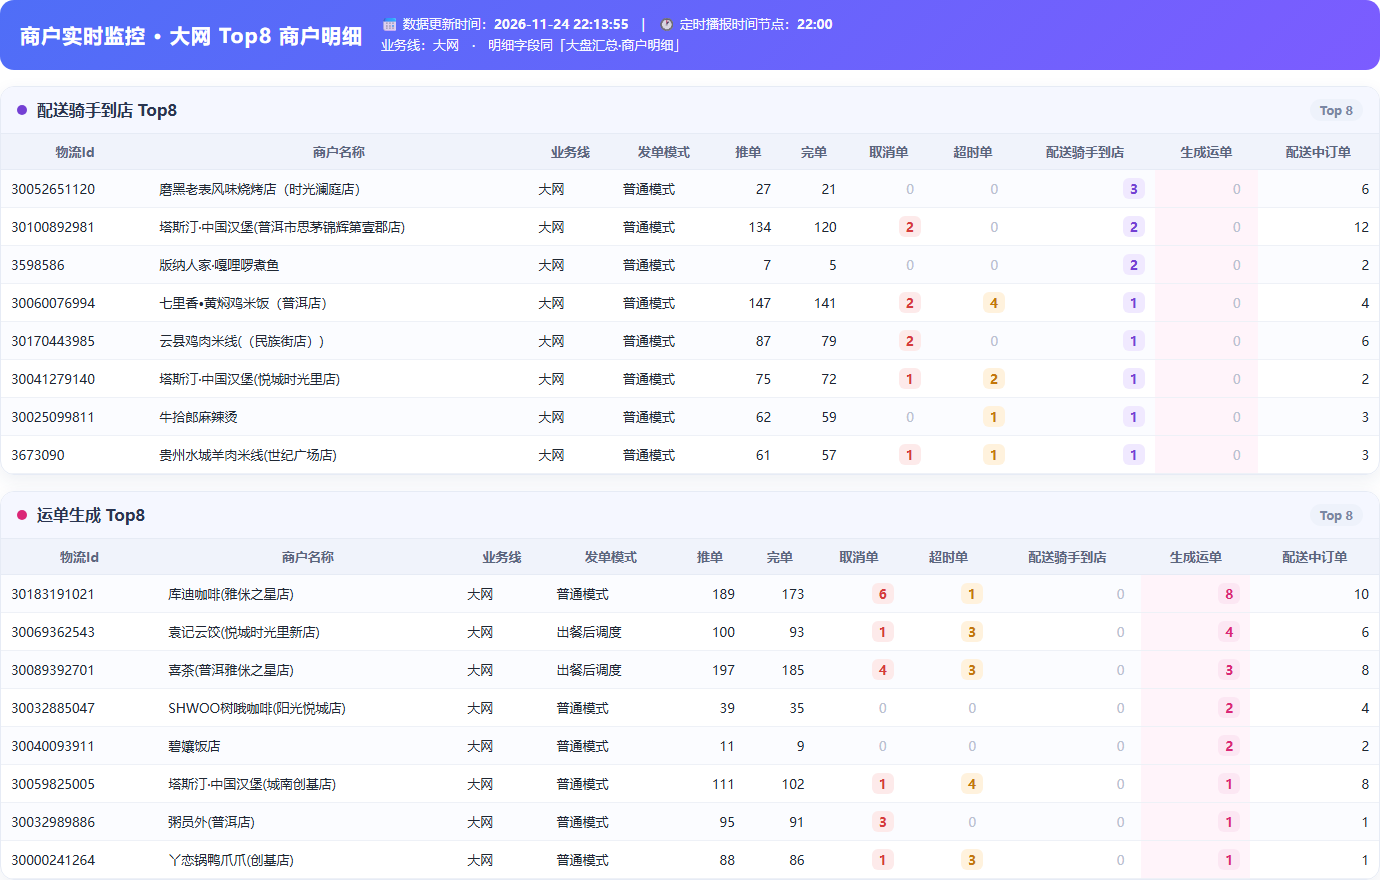 商户实时监控 · 大网 Top8 商户明细
数据更新时间：2026-11-24 22:13:55 | 定时播报时间节点：22:00
业务线：大网 · 明细字段同「大盘汇总·商户明细」
配送骑手到店 Top8
Top 8
物流Id 商户名称 业务线 发单模式 推单 完单 取消单 超时单 配送骑手到店 生成运单 配送中订单
30052651120 磨黑老表风味烧烤店（时光澜庭店） 大网 普通模式 27 21 0 0 3 0 6
30100892981 塔斯汀·中国汉堡(普洱市思茅锦辉第壹郡店) 大网 普通模式 134 120 2 0 2 0 12
3598586 版纳人家·嘎哩啰煮鱼 大网 普通模式 7 5 0 0 2 0 2
30060076994 七里香•黄焖鸡米饭（普洱店） 大网 普通模式 147 141 2 4 1 0 4
30170443985 云县鸡肉米线(（民族街店）) 大网 普通模式 87 79 2 0 1 0 6
30041279140 塔斯汀·中国汉堡(悦城时光里店) 大网 普通模式 75 72 1 2 1 0 2
30025099811 牛拾郎麻辣烫 大网 普通模式 62 59 0 1 1 0 3
3673090 贵州水城羊肉米线(世纪广场店) 大网 普通模式 61 57 1 1 1 0 3
运单生成 Top8
Top 8
物流Id 商户名称 业务线 发单模式 推单 完单 取消单 超时单 配送骑手到店 生成运单 配送中订单
30183191021 库迪咖啡(雅侎之星店) 大网 普通模式 189 173 6 1 0 8 10
30069362543 袁记云饺(悦城时光里新店) 大网 出餐后调度 100 93 1 3 0 4 6
30089392701 喜茶(普洱雅侎之星店) 大网 出餐后调度 197 185 4 3 0 3 8
30032885047 SHWOO树哦咖啡(阳光悦城店) 大网 普通模式 39 35 0 0 0 2 4
30040093911 碧孃饭店 大网 普通模式 11 9 0 0 0 2 2
30059825005 塔斯汀·中国汉堡(城南创基店) 大网 普通模式 111 102 1 4 0 1 8
30032989886 粥员外(普洱店) 大网 普通模式 95 91 3 0 0 1 1
30000241264 丫恋锅鸭爪爪(创基店) 大网 普通模式 88 86 1 3 0 1 1